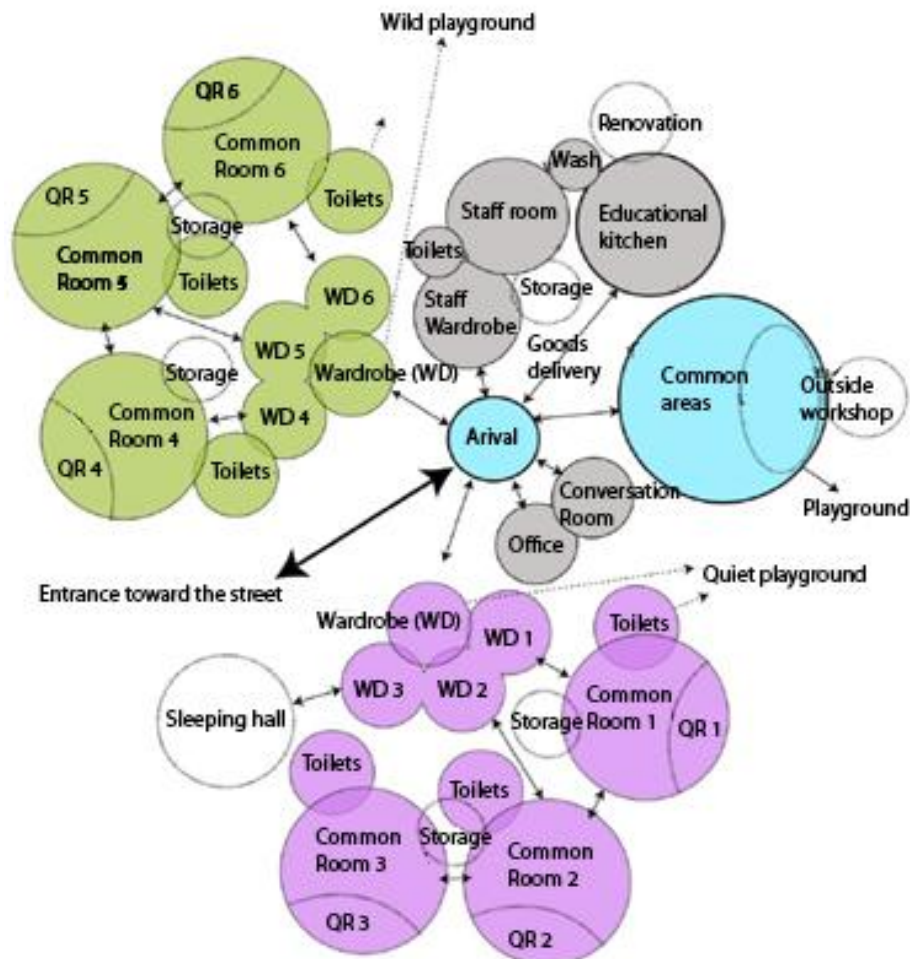 Wild playground
QR 6
Common
Room 6
Toilets
QR 5
Storage
Common
Room 5
Toilets
WD 6
WD 5
Wardrobe (WD)
Storage
WD 4
Common
Room 4
QR 4
Toilets
Renovation
Wash
Staff room
Educational
kitchen
Toilets
Storage
Staff
Wardrobe
Goods
delivery
Common
areas
Outside
workshop
Arival
Playground
Conversation
Room
Office
Entrance toward the street
Quiet playground
Wardrobe (WD)
Toilets
WD 1
WD 3
WD 2
Sleeping hall
Common
Room 1
Storage
QR 1
Toilets
Toilets
Storage
Common
Room 3
Common
Room 2
QR 3
QR 2